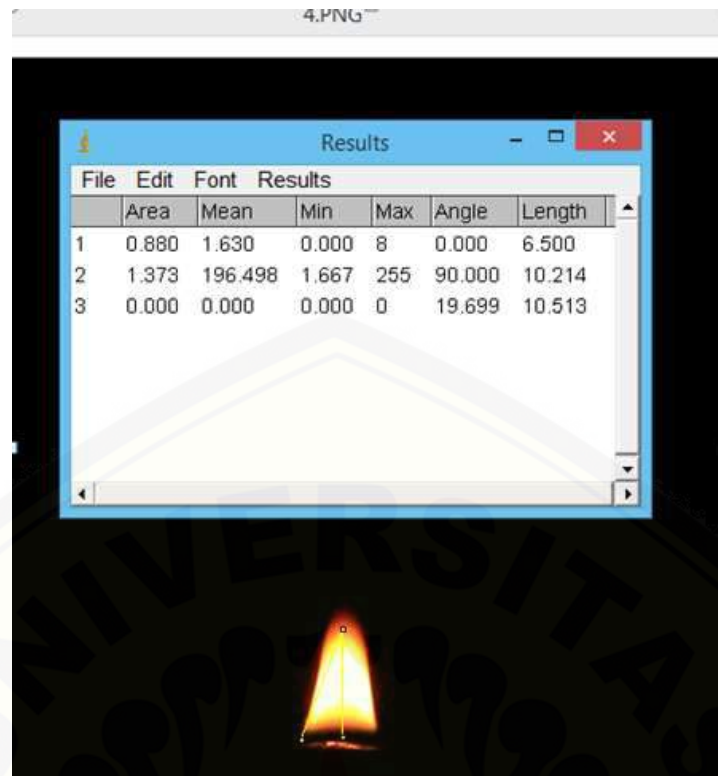 4.PNG
Results
File Edit Font Results
Area Mean Min Max Angle Length
1 0.880 1.630 0.000 8 0.000 6.500
2 1.373 196.498 1.667 255 90.000 10.214
3 0.000 0.000 0.000 0 19.699 10.513
UNIVERSITAS